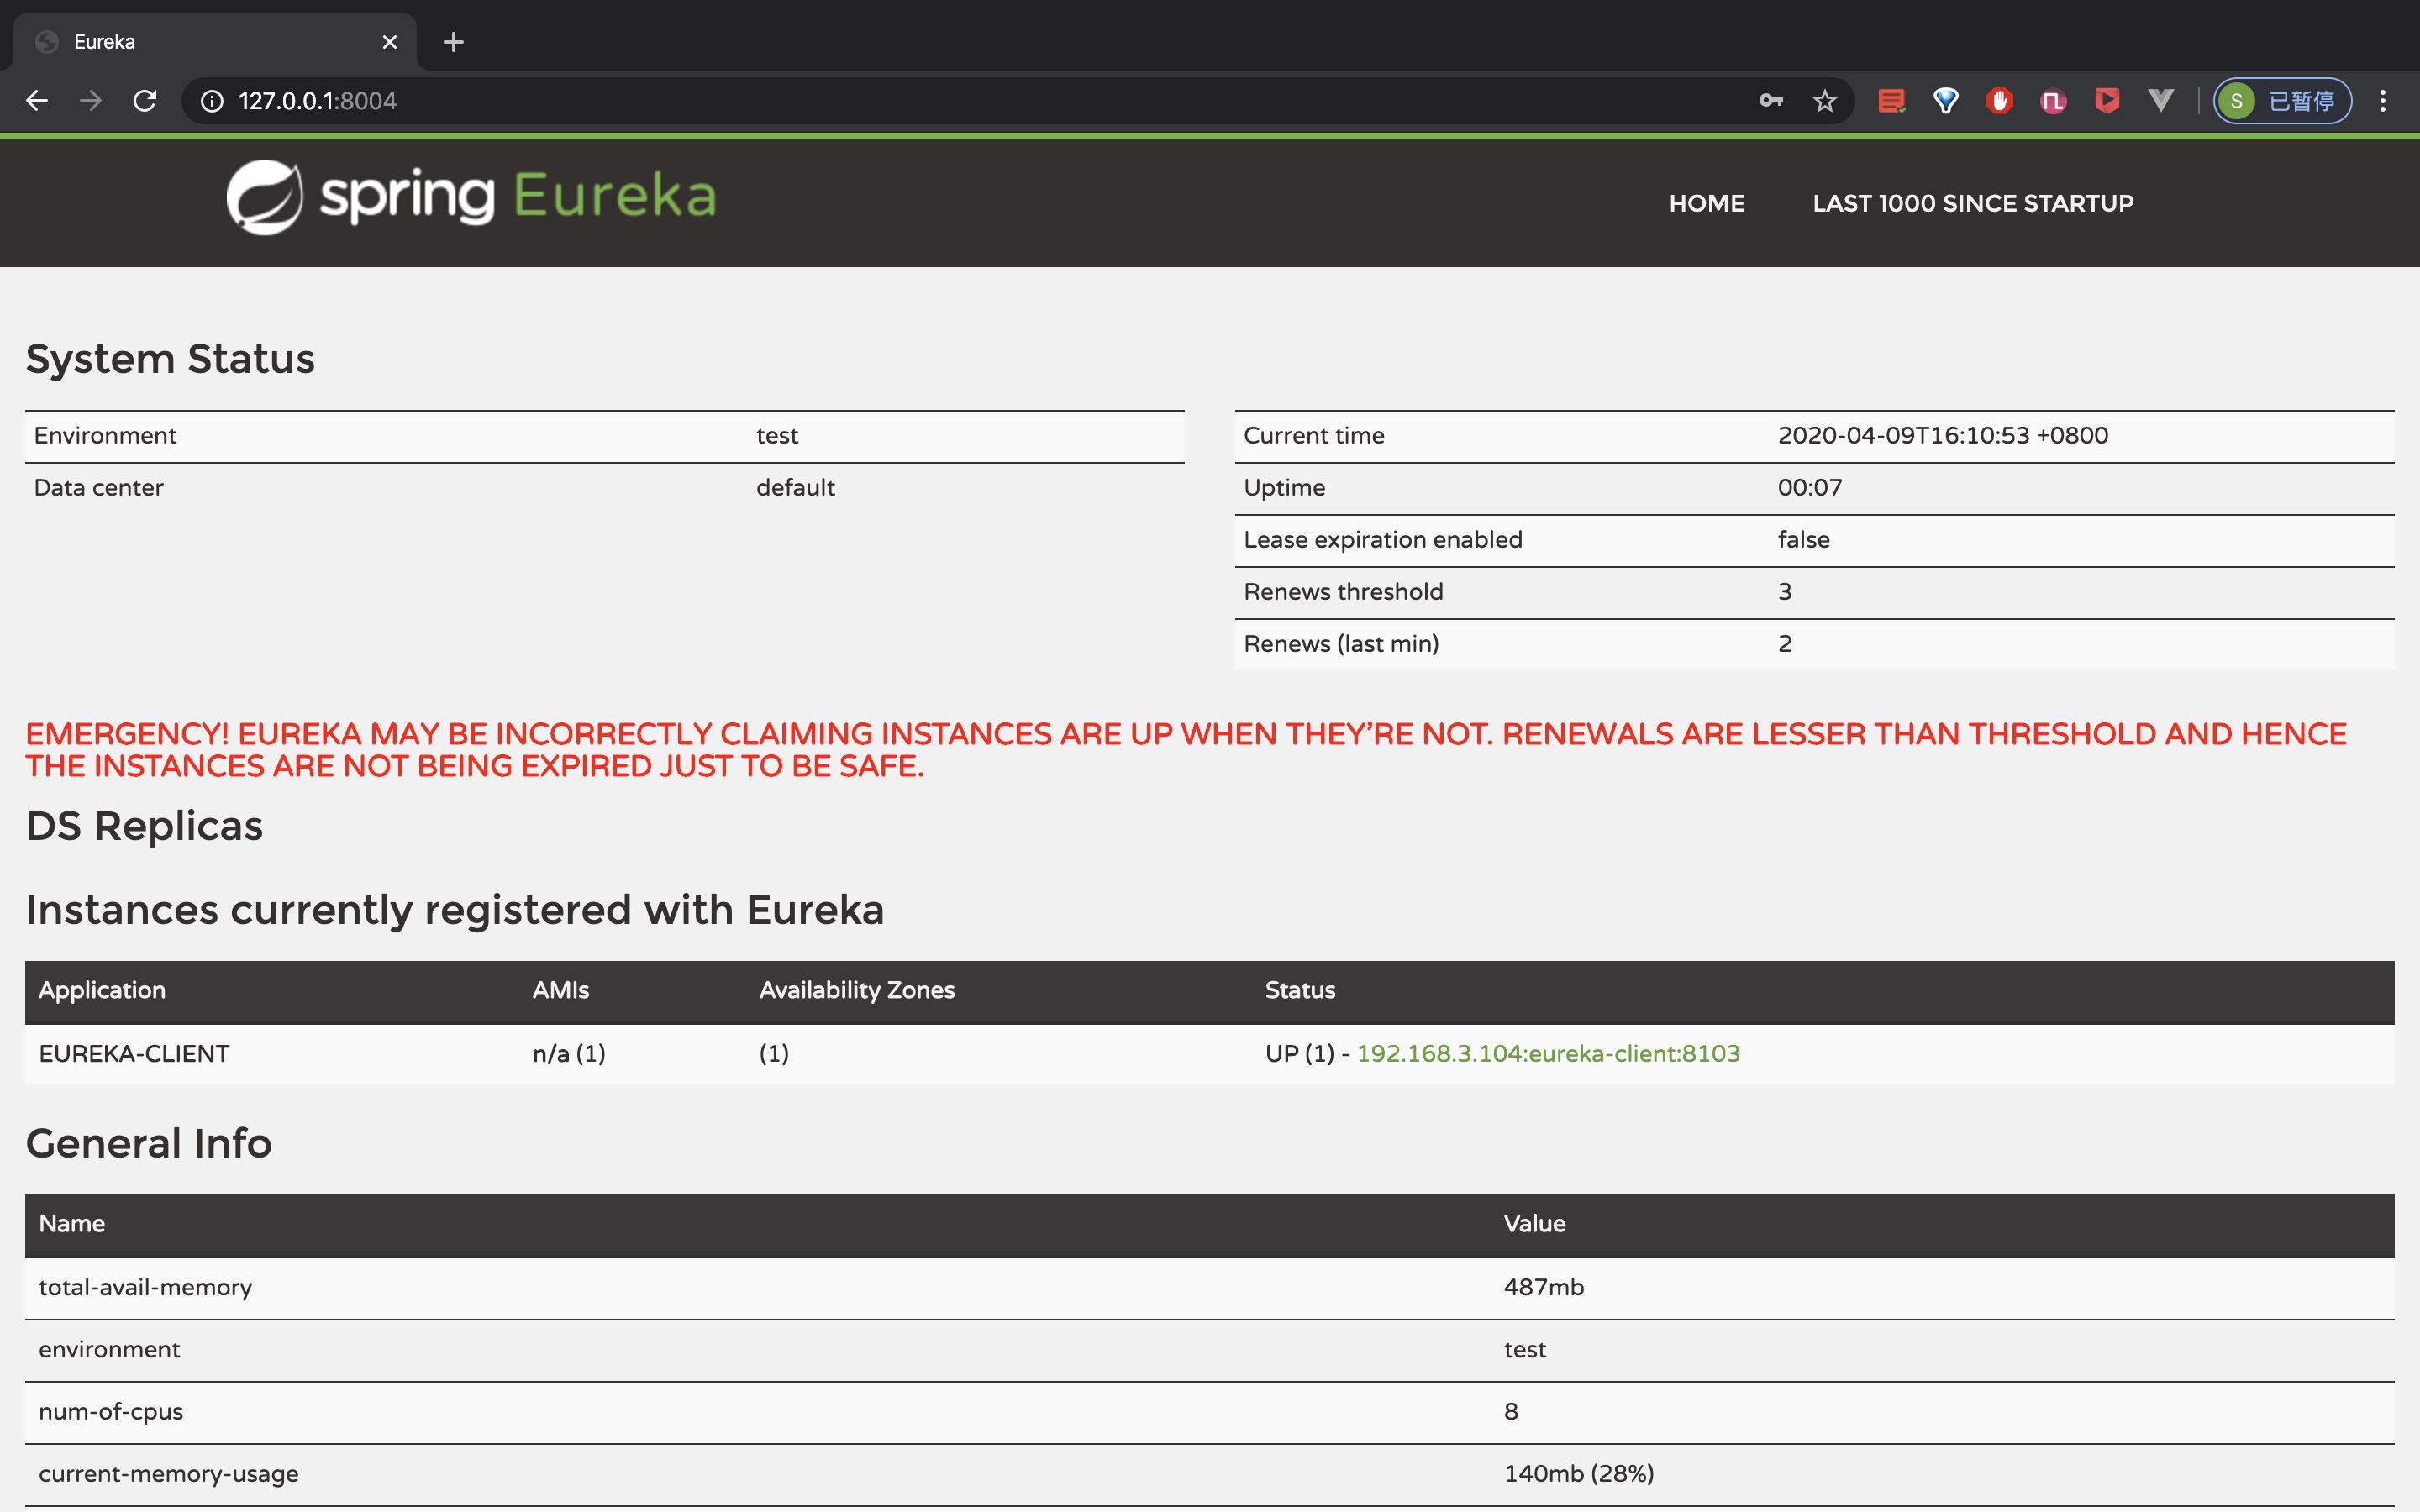 Eureka
127.0.0.1:8004
S 已暂停
spring Eureka
HOME LAST 1000 SINCE STARTUP
System Status
Environment test
Data center default
Current time 2020-04-09T16:10:53 +0800
Uptime 00:07
Lease expiration enabled false
Renews threshold 3
Renews (last min) 2
EMERGENCY! EUREKA MAY BE INCORRECTLY CLAIMING INSTANCES ARE UP WHEN THEY'RE NOT. RENEWALS ARE LESSER THAN THRESHOLD AND HENCE
THE INSTANCES ARE NOT BEING EXPIRED JUST TO BE SAFE.
DS Replicas
Instances currently registered with Eureka
Application AMIs Availability Zones Status
EUREKA-CLIENT n/a (1) (1) UP (1) - 192.168.3.104:eureka-client:8103
General Info
Name Value
total-avail-memory 487mb
environment test
num-of-cpus 8
current-memory-usage 140mb (28%)